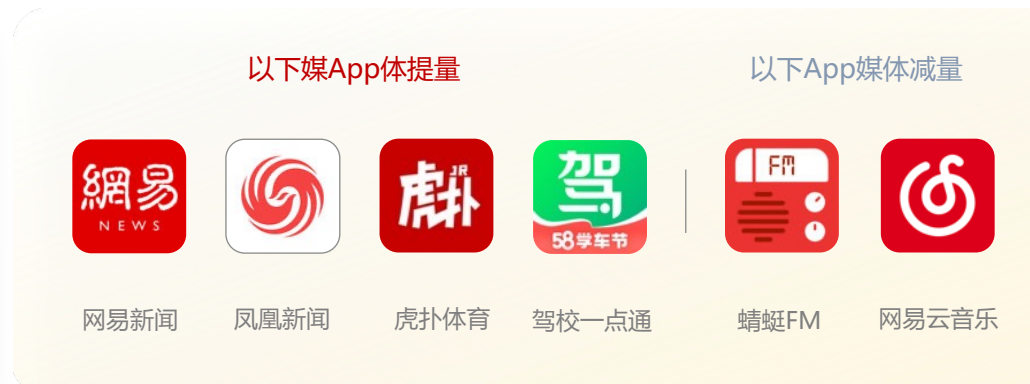 以下媒App体提量
以下App媒体减量
網易
NEWS
虎扑
JR
驾
58学车节
FM
网易新闻
凤凰新闻
虎扑体育
驾校一点通
蜻蜓FM
网易云音乐